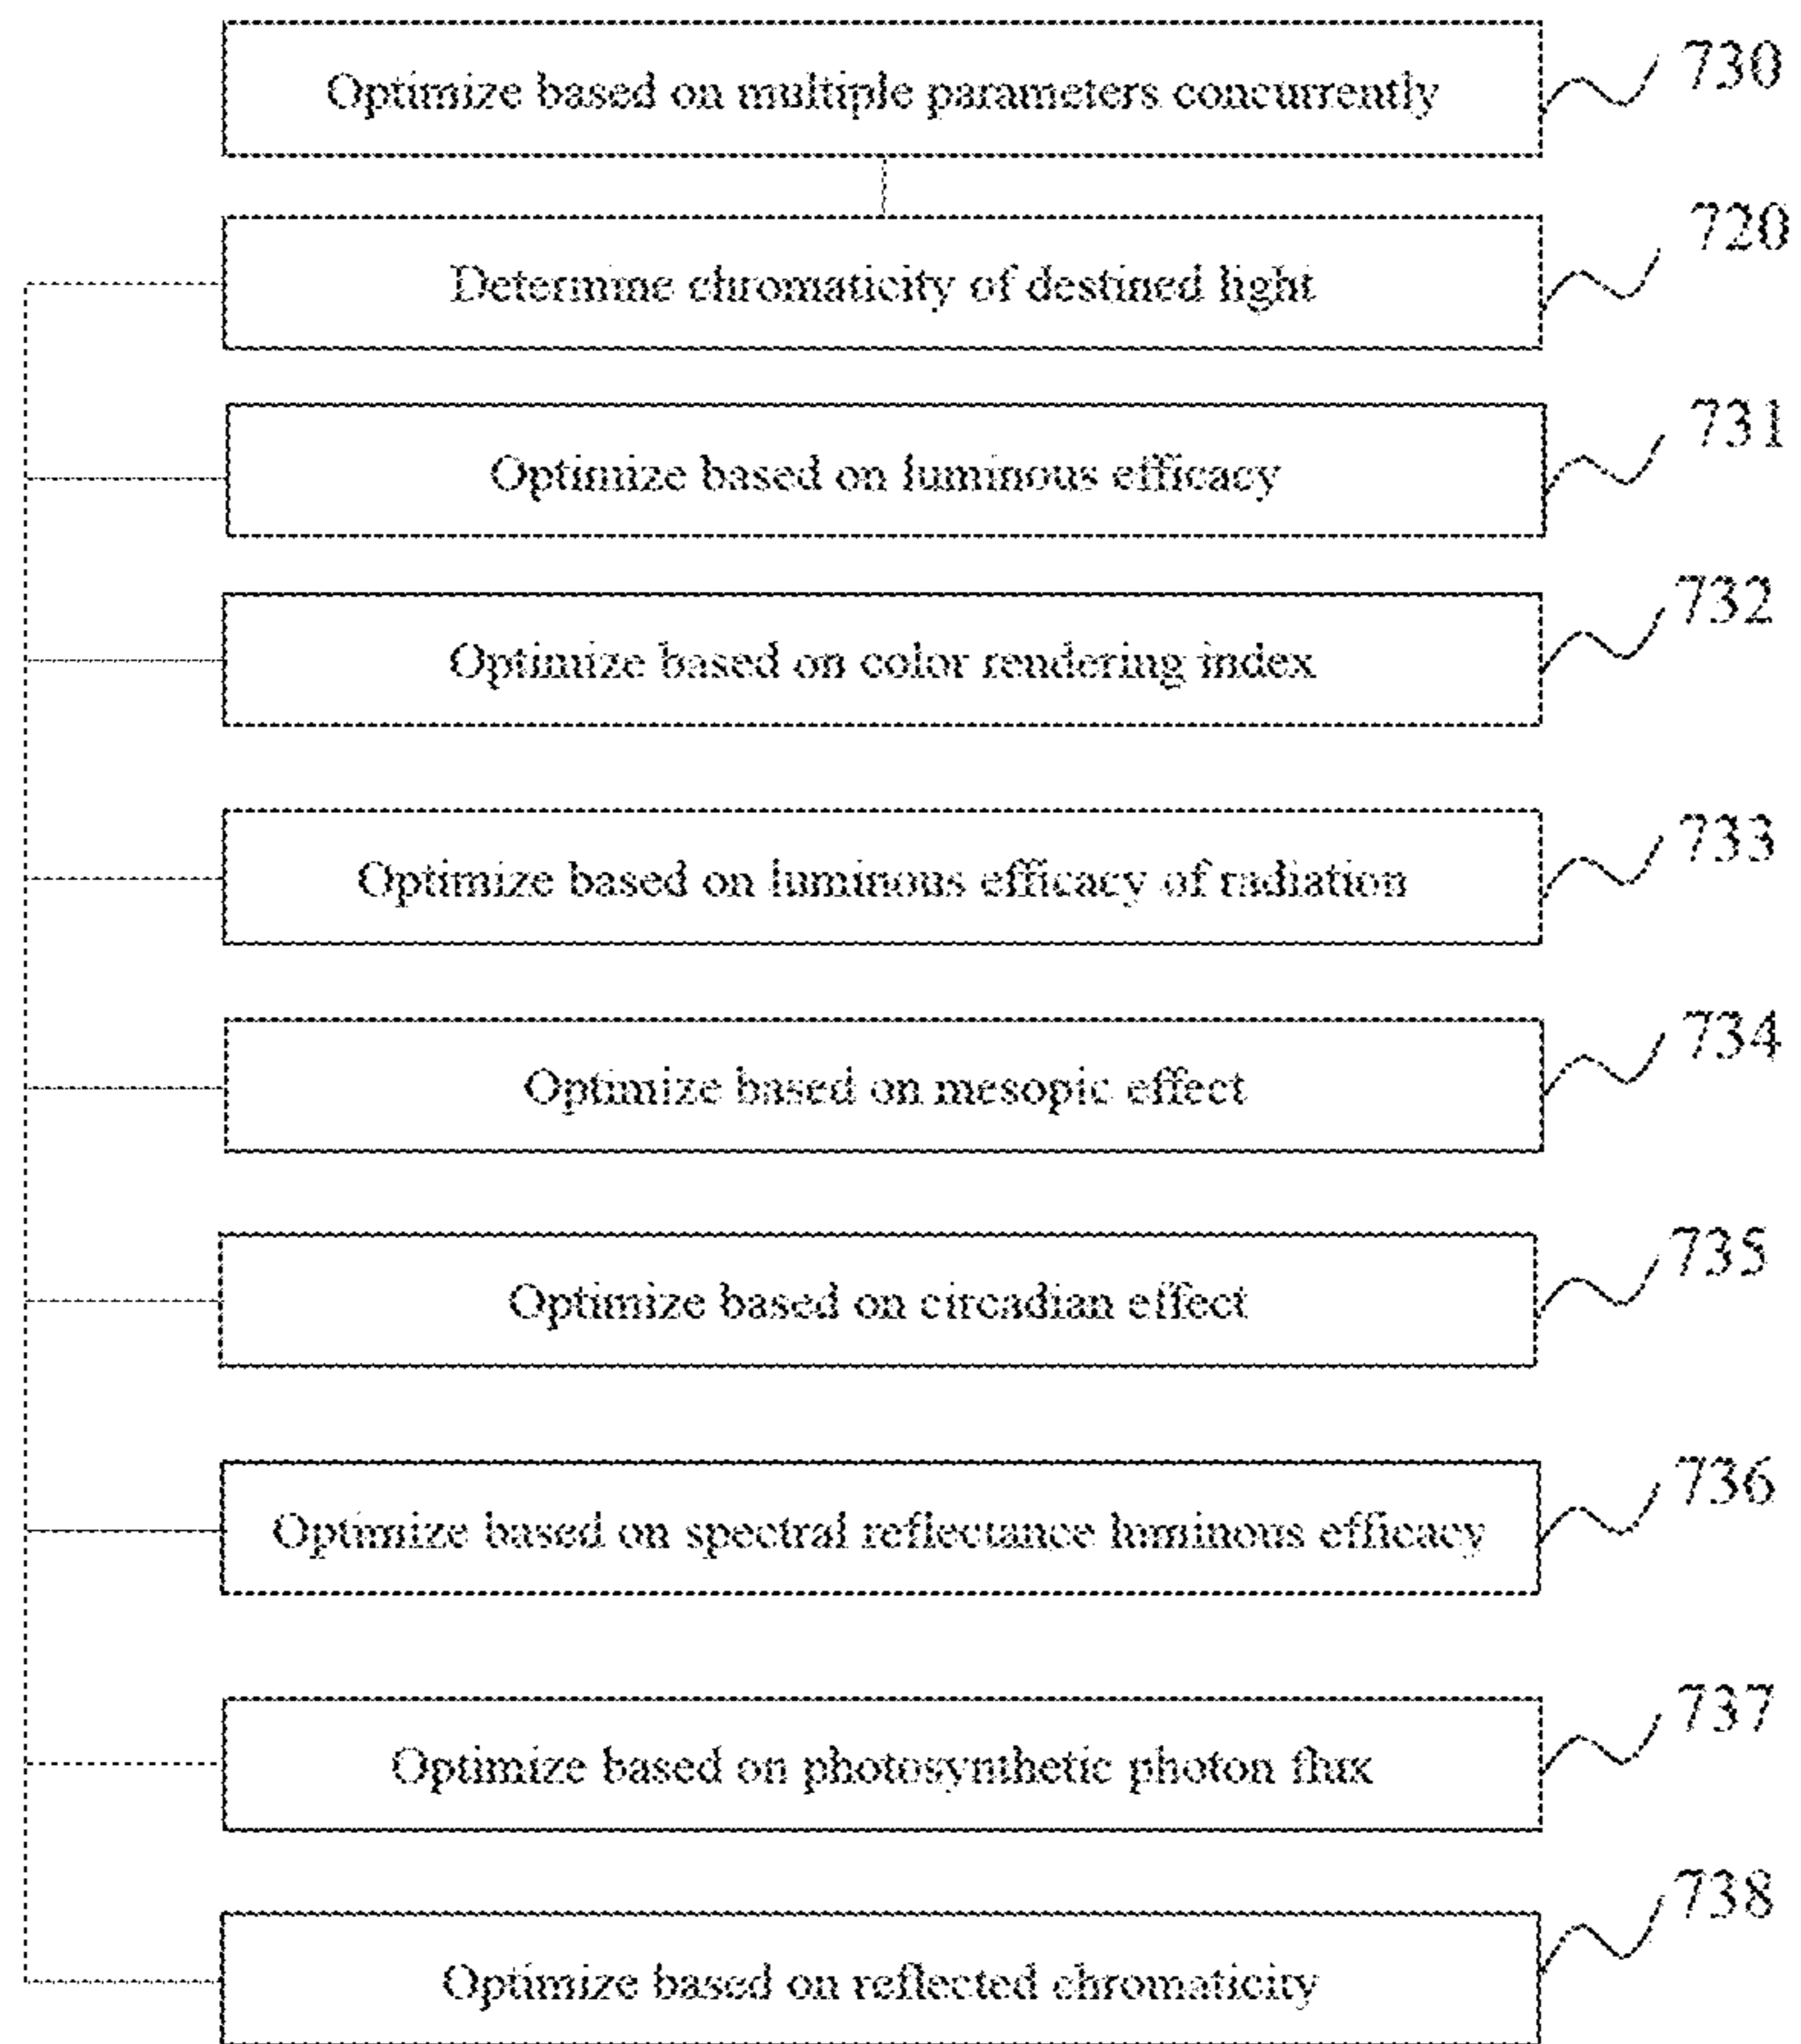 Optimize based on multiple parameters concurrently 730
Determine chromaticity of destined light 720
Optimize based on luminous efficacy 731
Optimize based on color rendering index 732
Optimize based on luminous efficacy of radiation 733
Optimize based on mesopic effect 734
Optimize based on circadian effect 735
Optimize based on spectral reflectance luminous efficacy 736
Optimize based on photosynthetic photon flux 737
Optimize based on reflected chromaticity 738